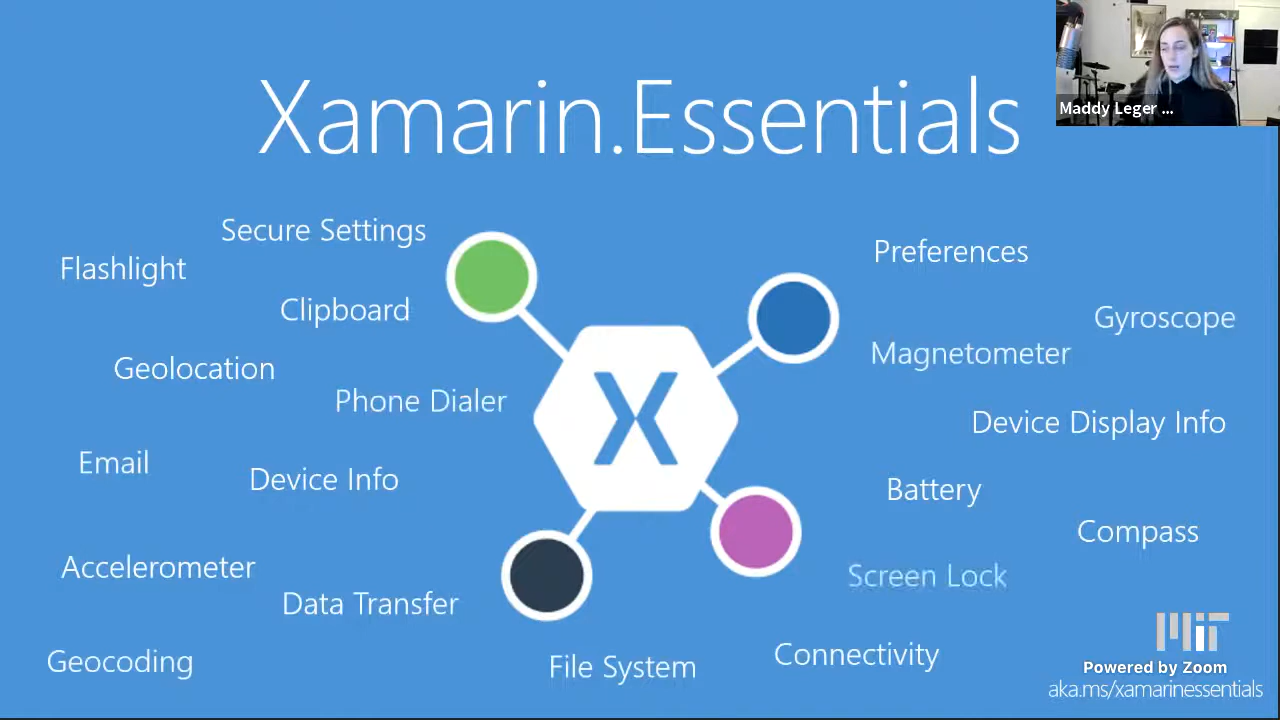 Xamarin.Essentials
Maddy Leger ...
Secure Settings
Flashlight
Clipboard
Geolocation
Phone Dialer
Email
Device Info
Accelerometer
Data Transfer
Geocoding
File System
X
Preferences
Gyroscope
Magnetometer
Device Display Info
Battery
Compass
Screen Lock
Connectivity
MIT
Powered by Zoom
aka.ms/xamarinessentials